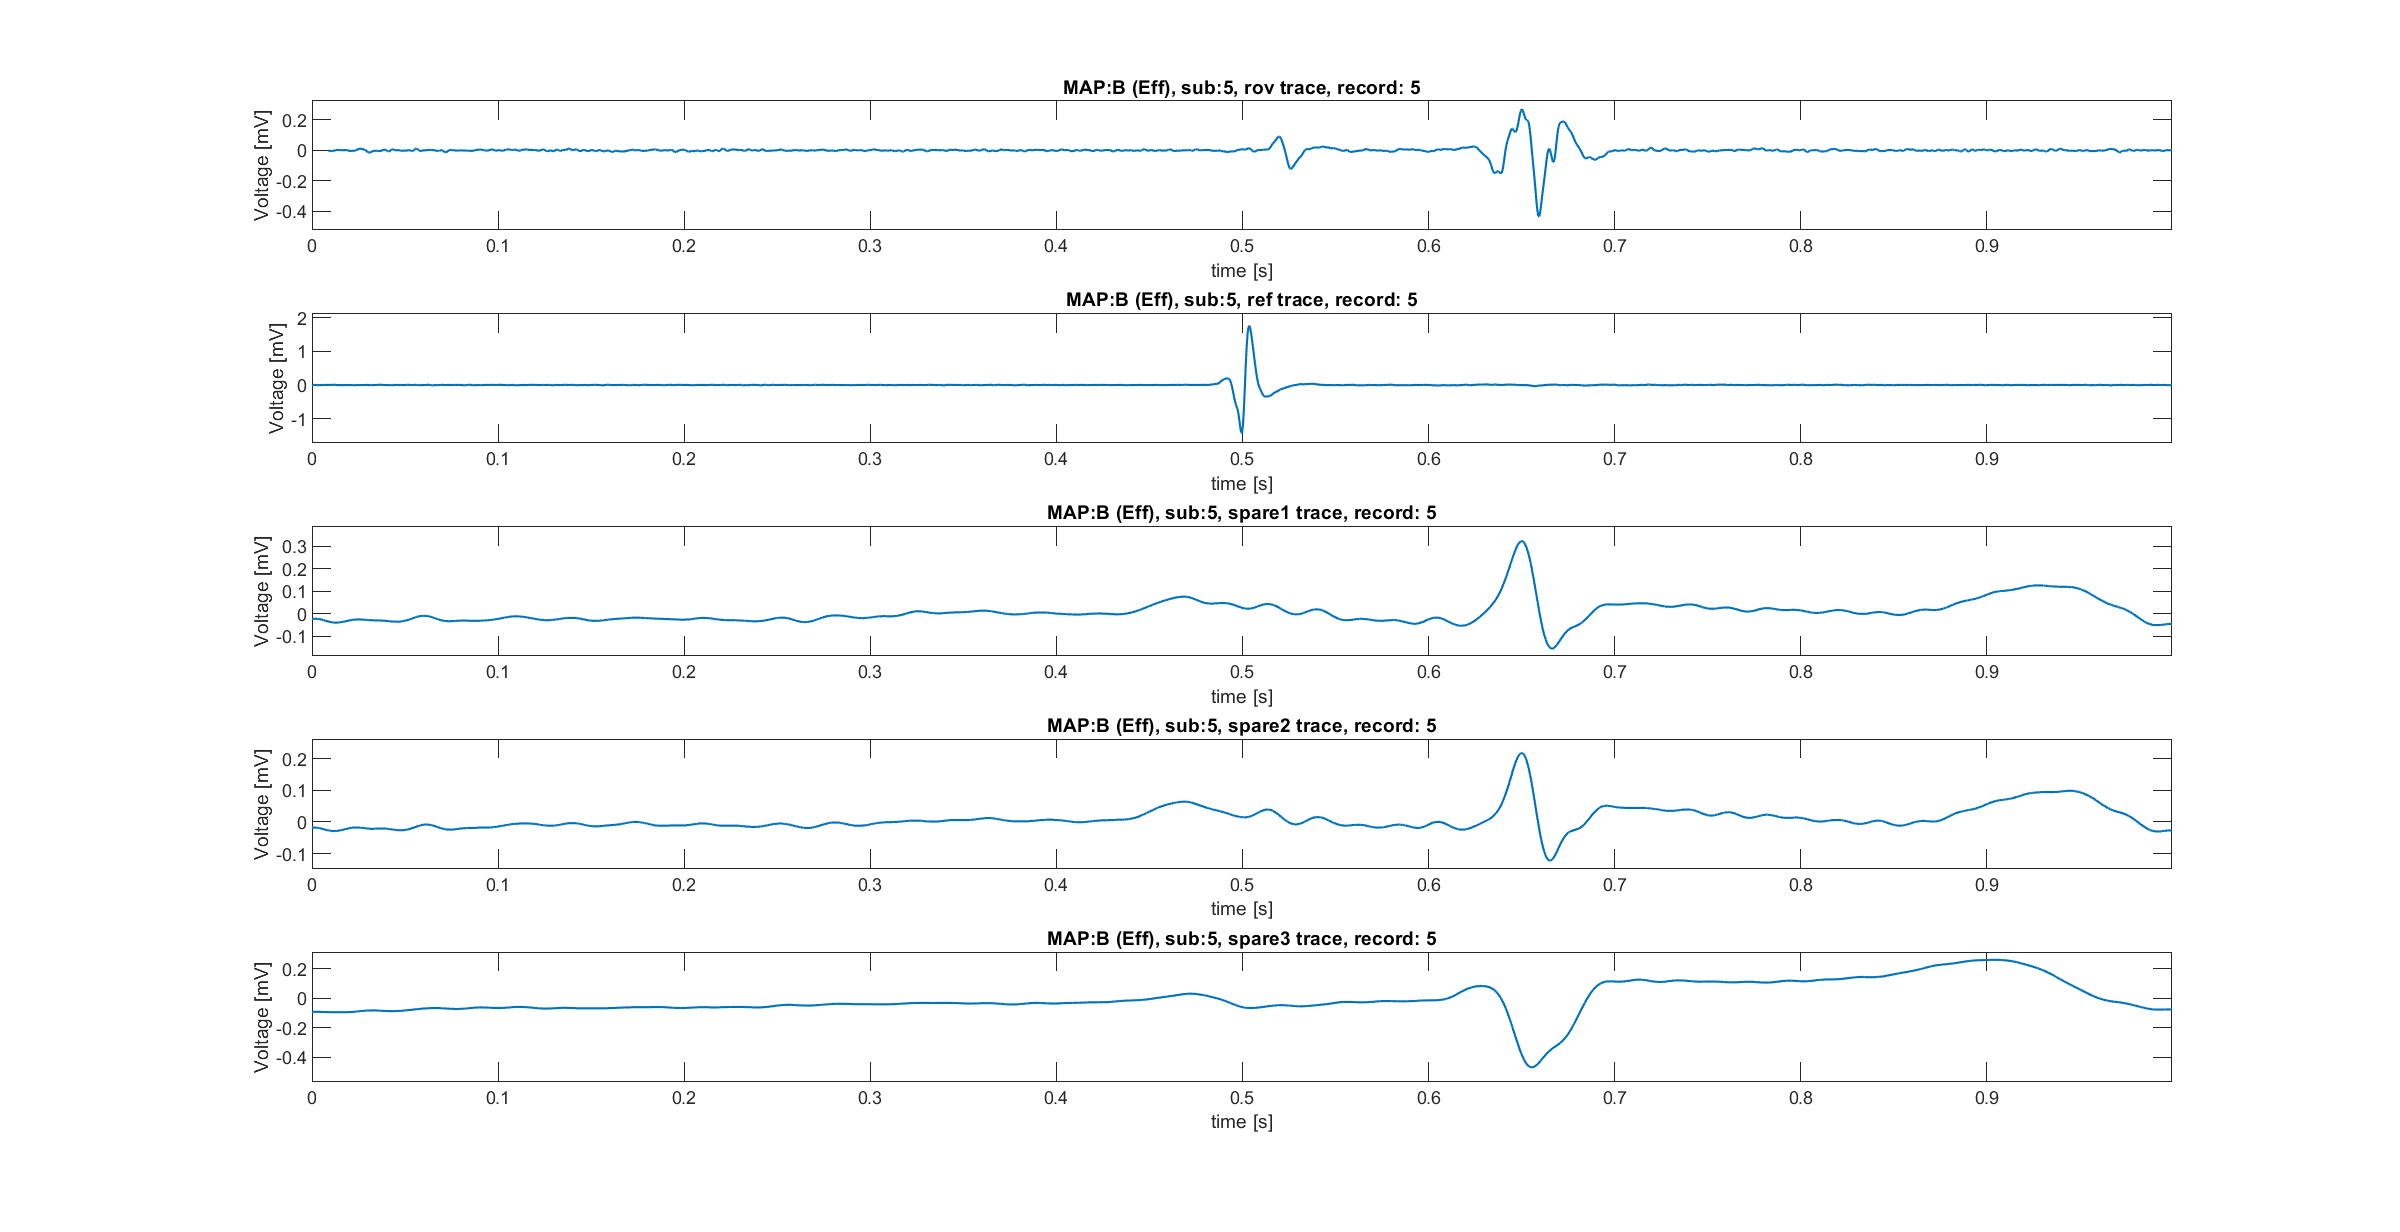 MAP:B (Eff), sub:5, rov trace, record: 5
Voltage [mV]
0.2
0
-0.2
-0.4
0 0.1 0.2 0.3 0.4 0.5 0.6 0.7 0.8 0.9
time [s]
MAP:B (Eff), sub:5, ref trace, record: 5
Voltage [mV]
2
1
0
-1
0 0.1 0.2 0.3 0.4 0.5 0.6 0.7 0.8 0.9
time [s]
MAP:B (Eff), sub:5, spare1 trace, record: 5
Voltage [mV]
0.3
0.2
0.1
0
-0.1
0 0.1 0.2 0.3 0.4 0.5 0.6 0.7 0.8 0.9
time [s]
MAP:B (Eff), sub:5, spare2 trace, record: 5
Voltage [mV]
0.2
0.1
0
-0.1
0 0.1 0.2 0.3 0.4 0.5 0.6 0.7 0.8 0.9
time [s]
MAP:B (Eff), sub:5, spare3 trace, record: 5
Voltage [mV]
0.2
0
-0.2
-0.4
0 0.1 0.2 0.3 0.4 0.5 0.6 0.7 0.8 0.9
time [s]